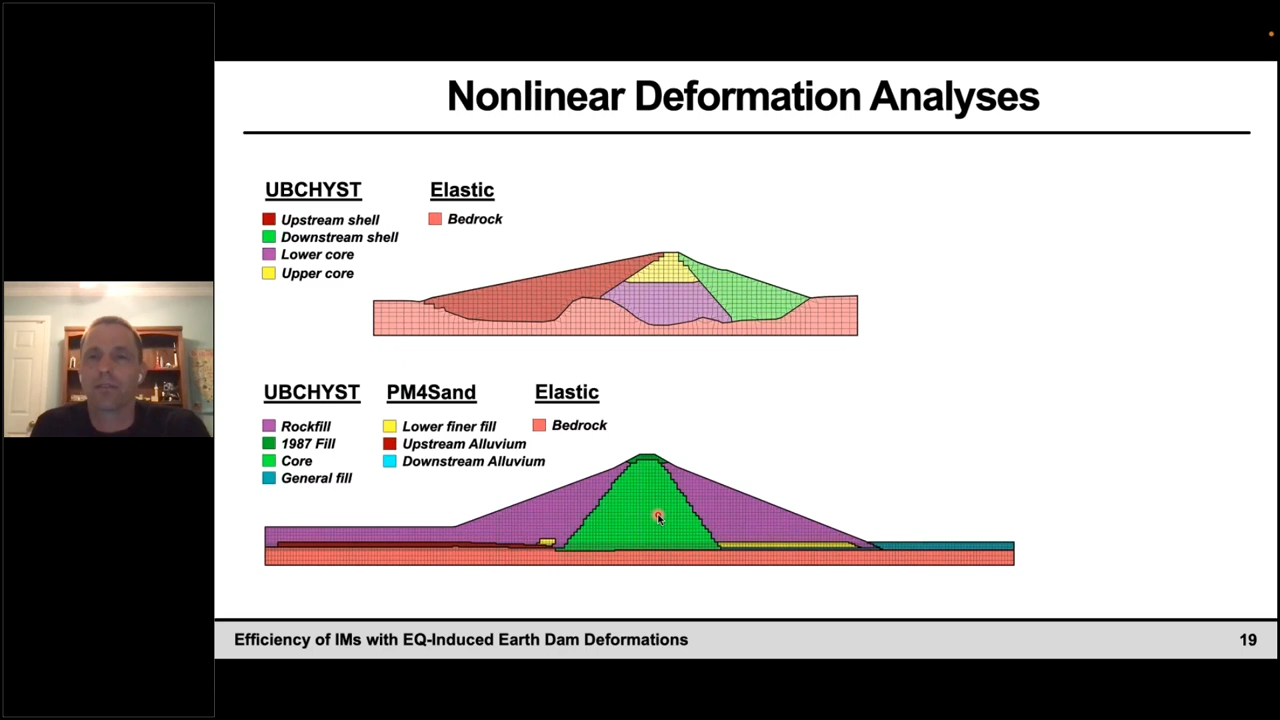 Nonlinear Deformation Analyses
UBCHYST
Upstream shell
Downstream shell
Lower core
Upper core
Elastic
Bedrock
UBCHYST
Rockfill
1987 Fill
Core
General fill
PM4Sand
Lower finer fill
Upstream Alluvium
Downstream Alluvium
Elastic
Bedrock
Efficiency of IMs with EQ-Induced Earth Dam Deformations
19